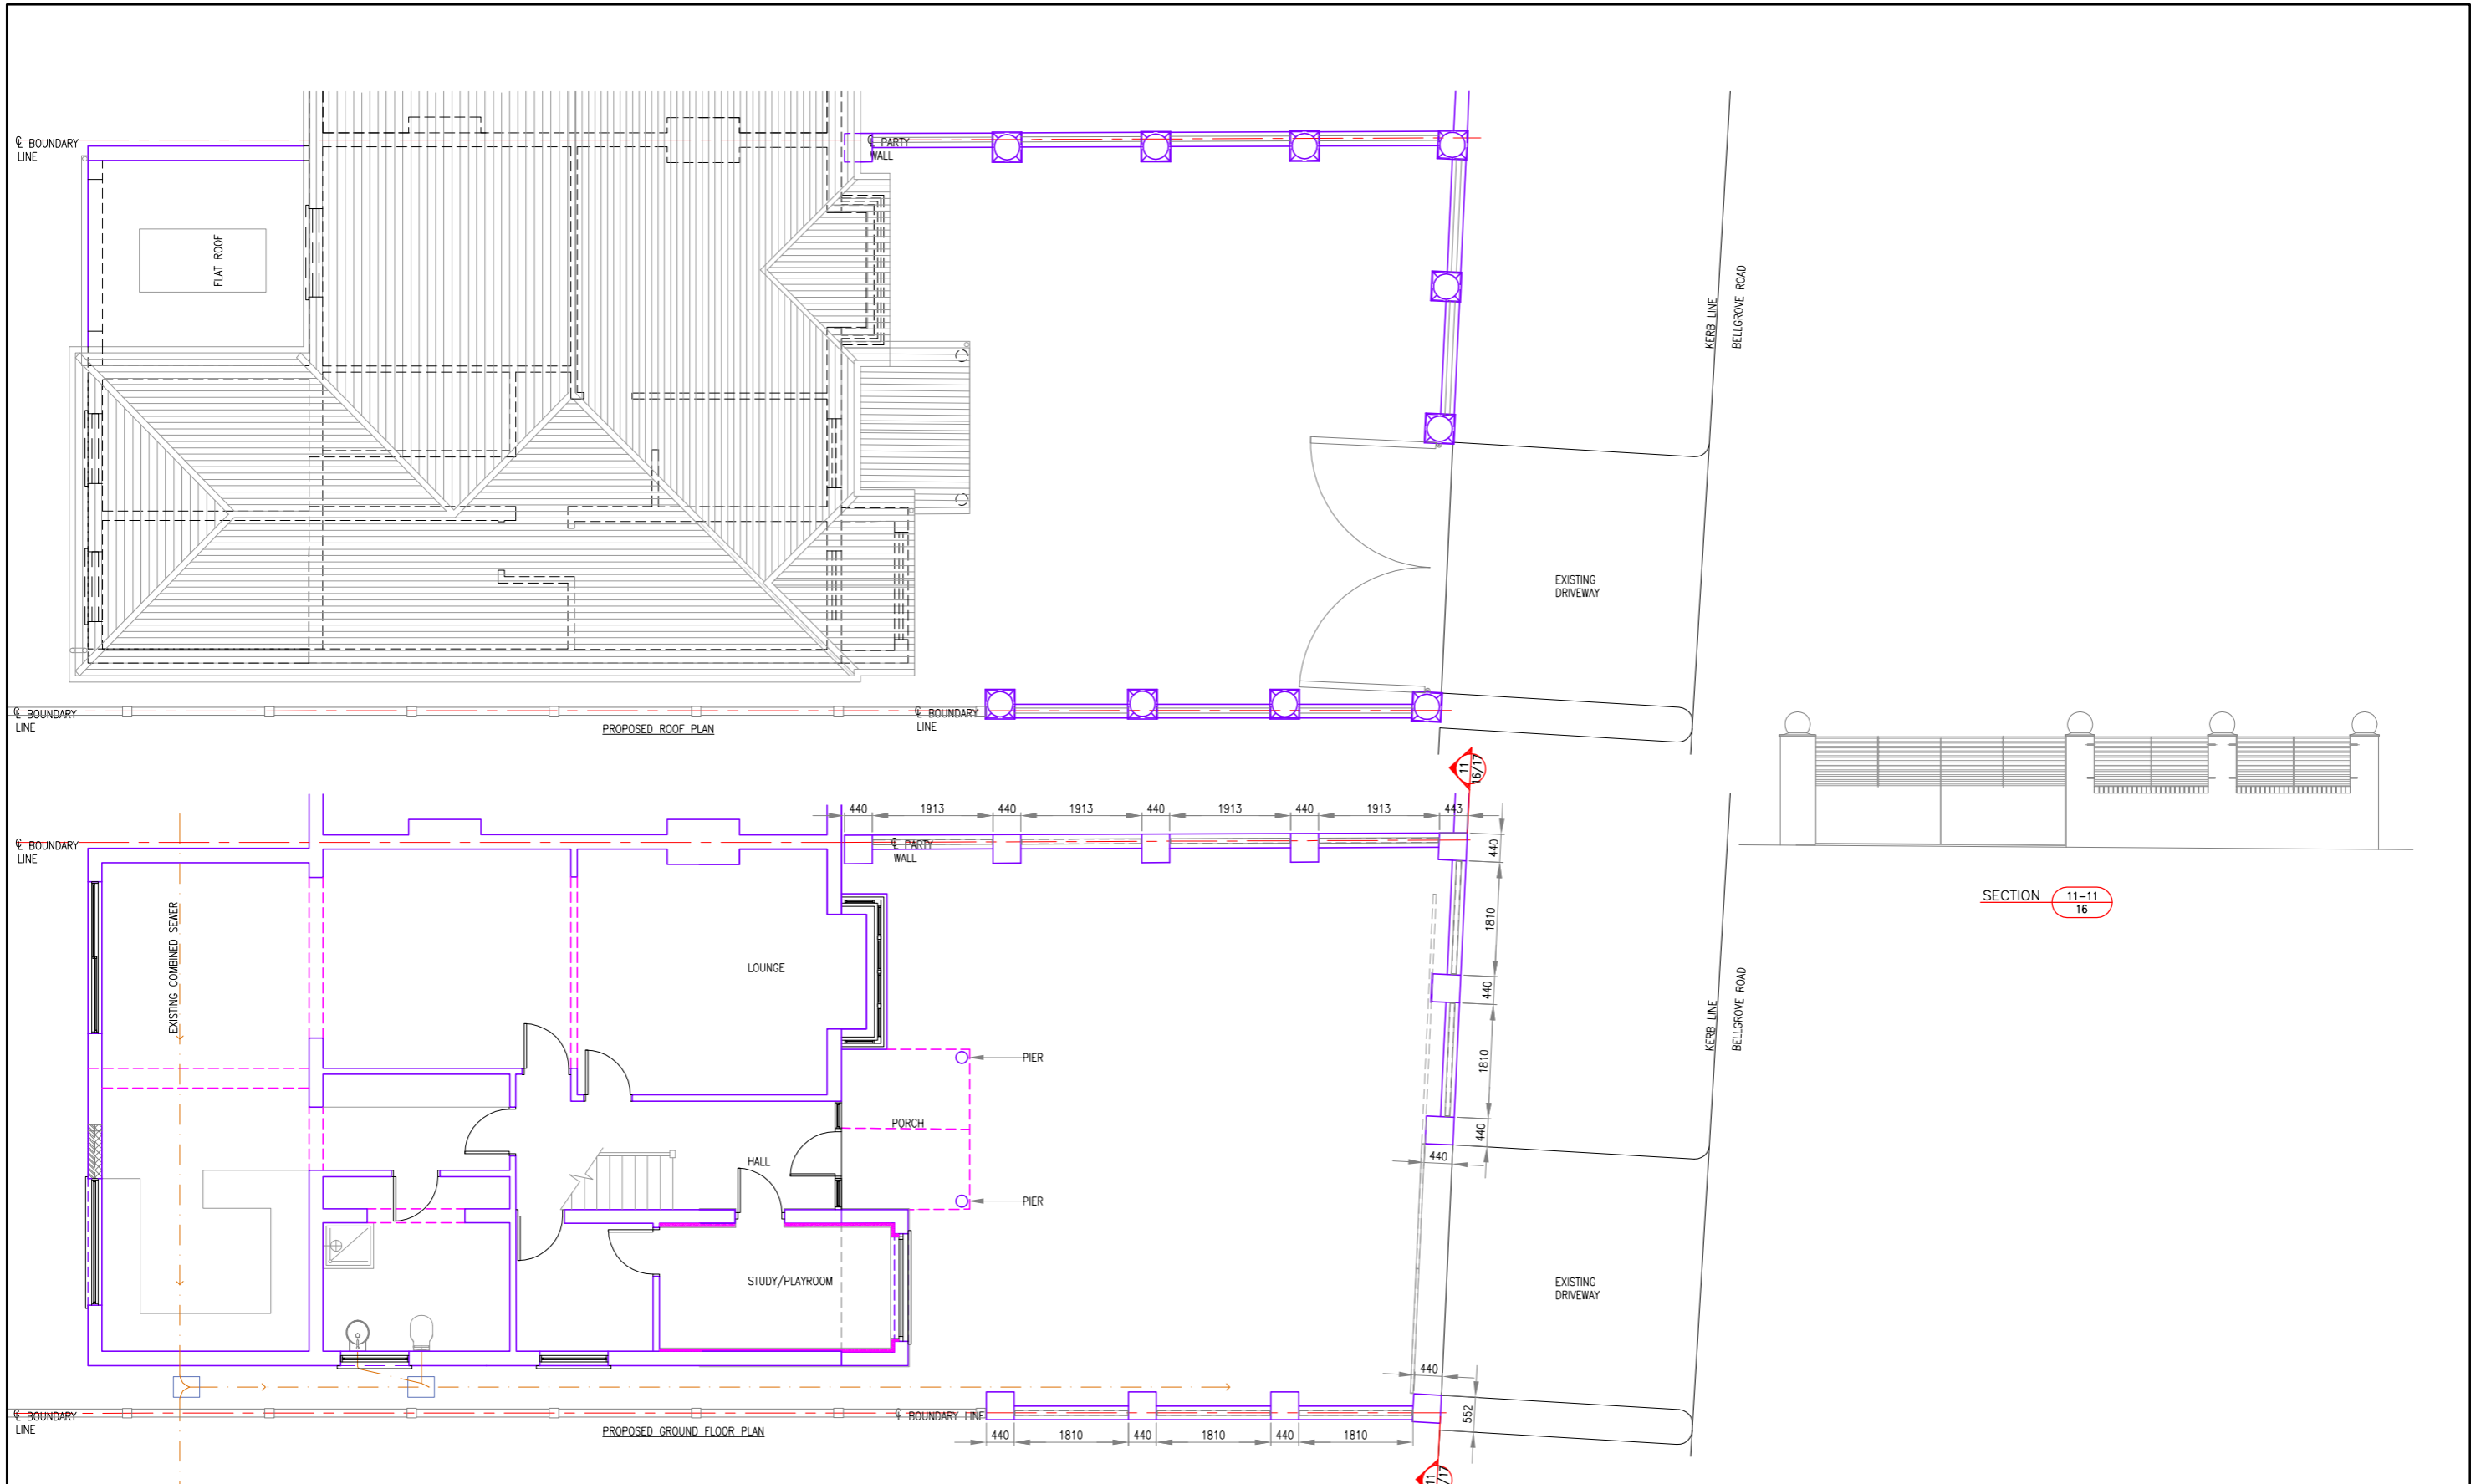 ℄ BOUNDARY
LINE
FLAT ROOF
℄ PARTY
WALL
KERB LINE
BELLGROVE ROAD
EXISTING
DRIVEWAY
℄ BOUNDARY
LINE
℄ BOUNDARY
LINE
PROPOSED ROOF PLAN
11
16/17
440 1913 440 1913 440 1913 440 1913 443
℄ BOUNDARY
LINE
℄ PARTY
WALL
440
1810
440
1810
440
440
EXISTING COMBINED SEWER
LOUNGE
PIER
PORCH
HALL
PIER
STUDY/PLAYROOM
KERB LINE
BELLGROVE ROAD
EXISTING
DRIVEWAY
SECTION 11-11
16
440
552
℄ BOUNDARY
LINE
℄ BOUNDARY LINE
PROPOSED GROUND FLOOR PLAN
440 1810 440 1810 440 1810
11
/17